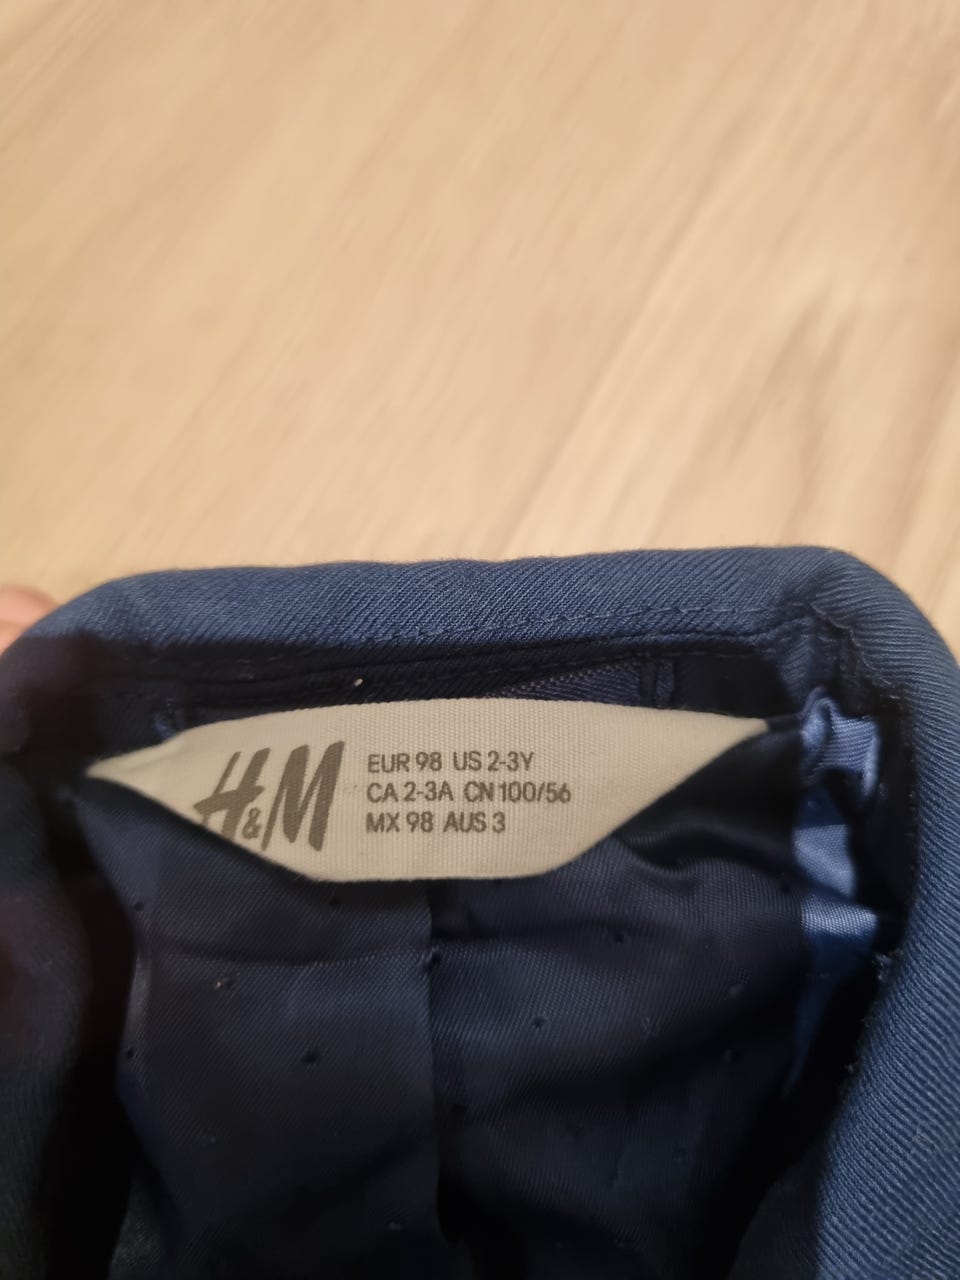 H&M
EUR 98 US 2-3Y
CA 2-3A CN 100/56
MX 98 AUS 3